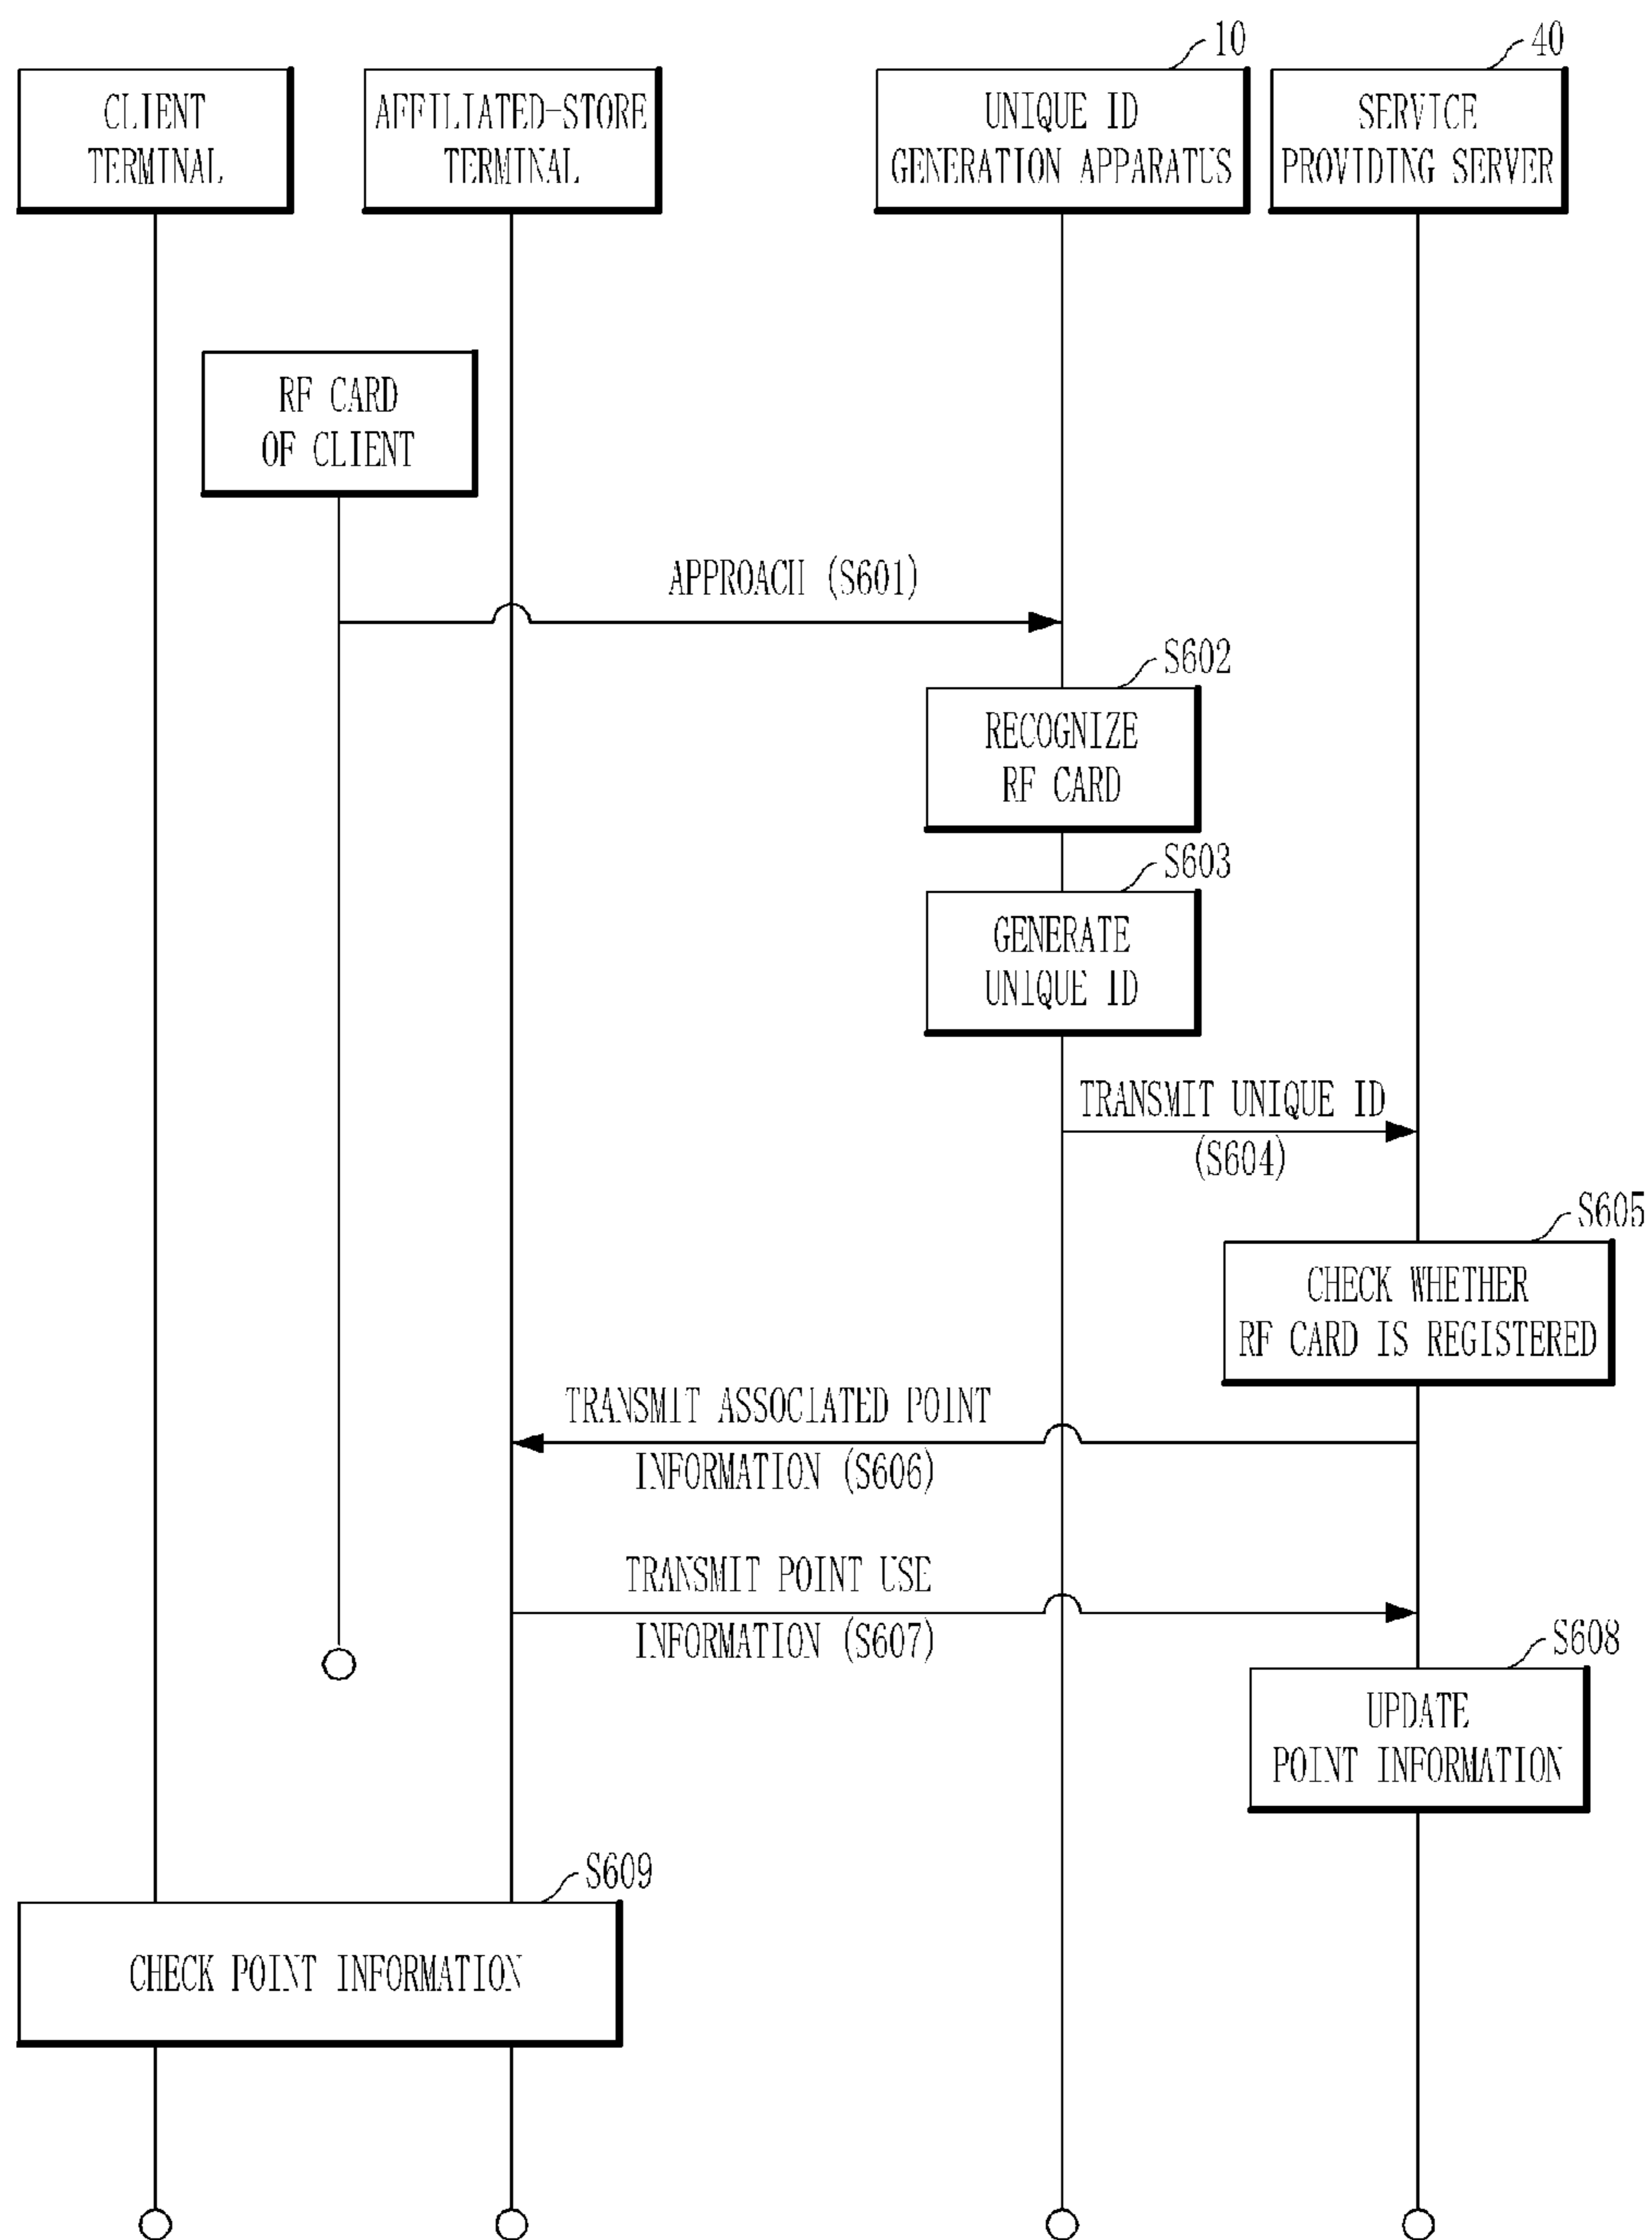 10
40
CLIENT
TERMINAL
AFFILIATED-STORE
TERMINAL
UNIQUE ID
GENERATION APPARATUS
SERVICE
PROVIDING SERVER
RF CARD
OF CLIENT
APPROACH (S601)
S602
RECOGNIZE
RF CARD
S603
GENERATE
UNIQUE ID
TRANSMIT UNIQUE ID
(S604)
S605
CHECK WHETHER
RF CARD IS REGISTERED
TRANSMIT ASSOCIATED POINT
INFORMATION (S606)
TRANSMIT POINT USE
INFORMATION (S607)
S608
UPDATE
POINT INFORMATION
S609
CHECK POINT INFORMATION